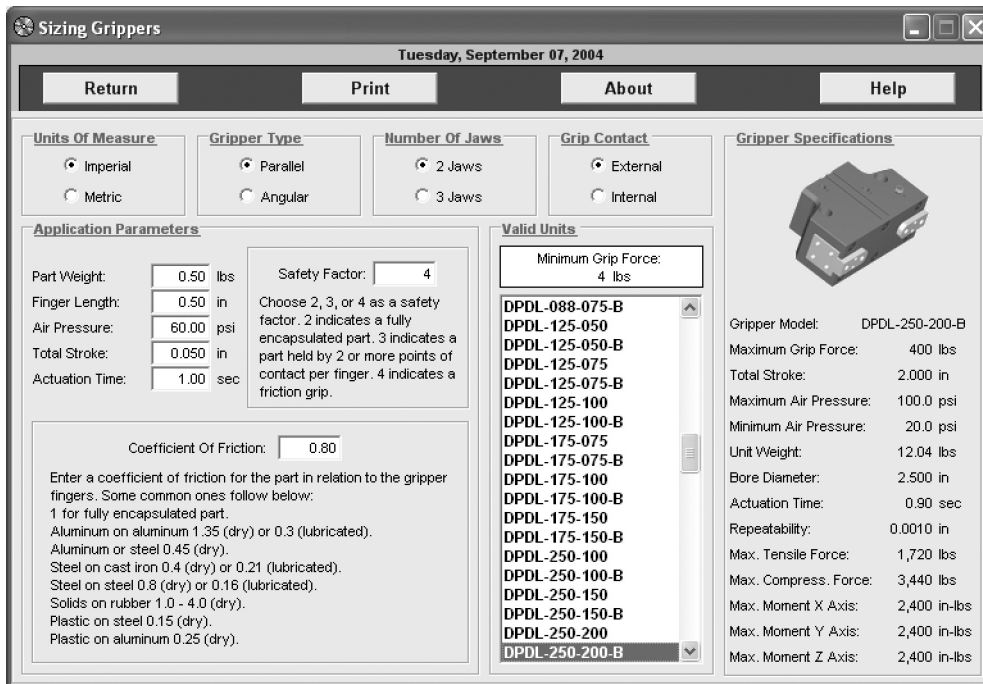 Sizing Grippers
Tuesday, September 07, 2004
Return Print About Help
Units Of Measure
Imperial
Metric
Gripper Type
Parallel
Angular
Number Of Jaws
2 Jaws
3 Jaws
Grip Contact
External
Internal
Application Parameters
Part Weight: 0.50 lbs
Finger Length: 0.50 in
Air Pressure: 60.00 psi
Total Stroke: 0.050 in
Actuation Time: 1.00 sec
Safety Factor: 4
Choose 2, 3, or 4 as a safety
factor. 2 indicates a fully
encapsulated part. 3 indicates a
part held by 2 or more points of
contact per finger. 4 indicates a
friction grip.
Coefficient Of Friction: 0.80
Enter a coefficient of friction for the part in relation to the gripper
fingers. Some common ones follow below:
1 for fully encapsulated part.
Aluminum on aluminum 1.35 (dry) or 0.3 (lubricated).
Aluminum or steel 0.45 (dry).
Steel on cast iron 0.4 (dry) or 0.21 (lubricated).
Steel on steel 0.8 (dry) or 0.16 (lubricated).
Solids on rubber 1.0 - 4.0 (dry).
Plastic on steel 0.15 (dry).
Plastic on aluminum 0.25 (dry).
Valid Units
Minimum Grip Force:
4 lbs
DPDL-088-075-B
DPDL-125-050
DPDL-125-050-B
DPDL-125-075
DPDL-125-075-B
DPDL-125-100
DPDL-125-100-B
DPDL-175-075
DPDL-175-075-B
DPDL-175-100
DPDL-175-100-B
DPDL-175-150
DPDL-175-150-B
DPDL-250-100
DPDL-250-100-B
DPDL-250-150
DPDL-250-150-B
DPDL-250-200
DPDL-250-200-B
Gripper Specifications
Gripper Model: DPDL-250-200-B
Maximum Grip Force: 400 lbs
Total Stroke: 2.000 in
Maximum Air Pressure: 100.0 psi
Minimum Air Pressure: 20.0 psi
Unit Weight: 12.04 lbs
Bore Diameter: 2.500 in
Actuation Time: 0.90 sec
Repeatability: 0.0010 in
Max. Tensile Force: 1,720 lbs
Max. Compress. Force: 3,440 lbs
Max. Moment X Axis: 2,400 in-lbs
Max. Moment Y Axis: 2,400 in-lbs
Max. Moment Z Axis: 2,400 in-lbs